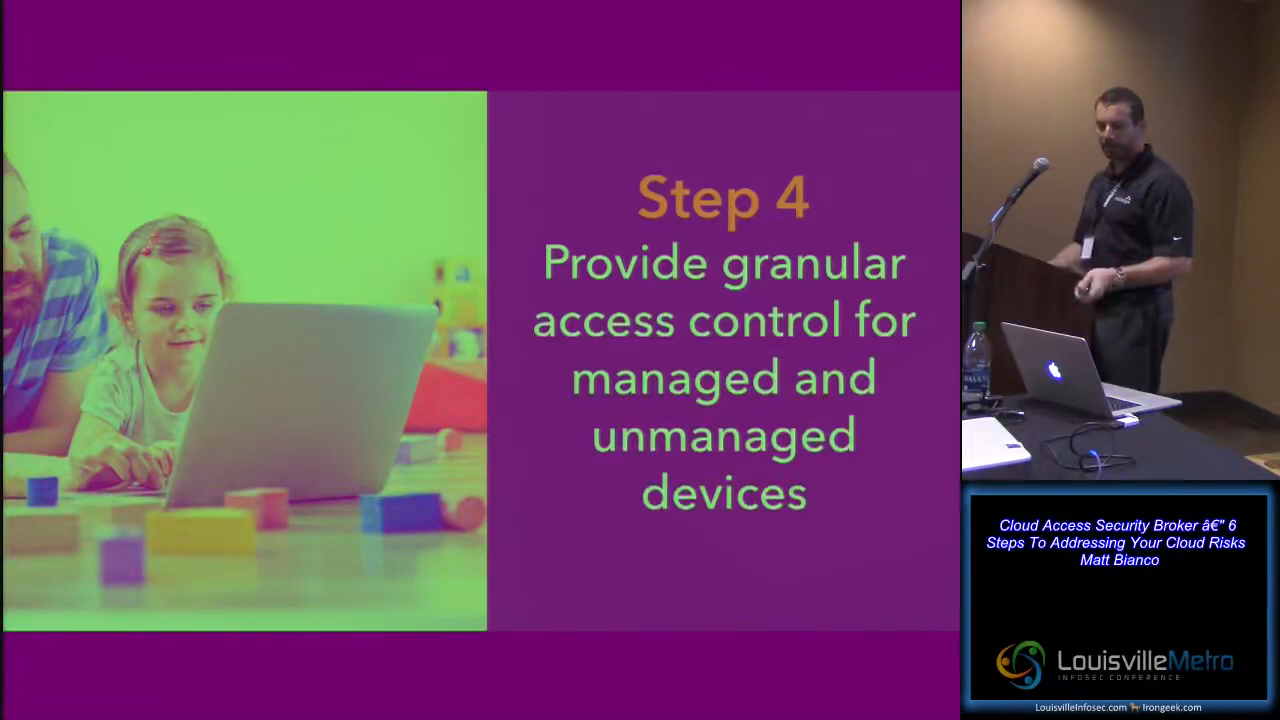 Step 4
Provide granular
access control for
managed and
unmanaged
devices
Cloud Access Security Broker â€" 6
Steps To Addressing Your Cloud Risks
Matt Bianco
LouisvilleMetro
INFOSEC CONFERENCE
LouisvilleInfosec.com Irongeek.com